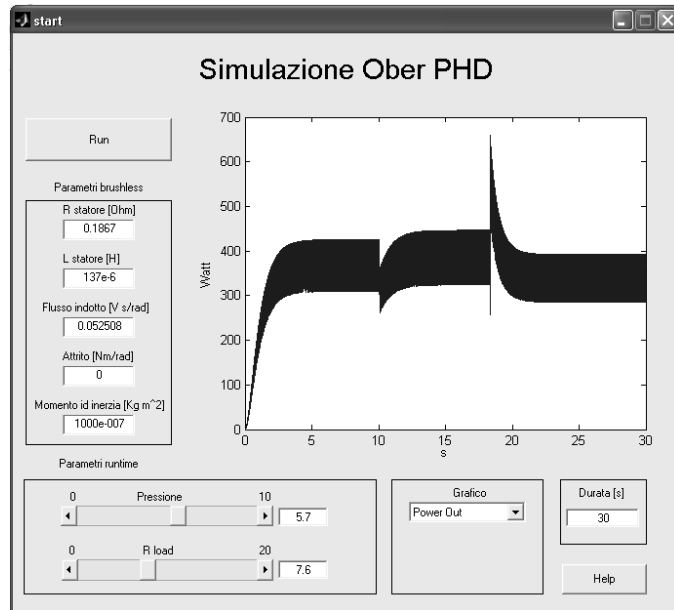 start
Simulazione Ober PHD
Run
Parametri brushless
R statore [Ohm]
0.1867
L statore [H]
137e-6
Flusso indotto [V s/rad]
0.052508
Attrito [Nm/rad]
0
Momento id inerzia [Kg m^2]
1000e-007
Watt
700
600
500
400
300
200
100
0
0 5 10 15 20 25 30
s
Parametri runtime
0 Pressione 10
5.7
0 R load 20
7.6
Grafico
Power Out
Durata [s]
30
Help